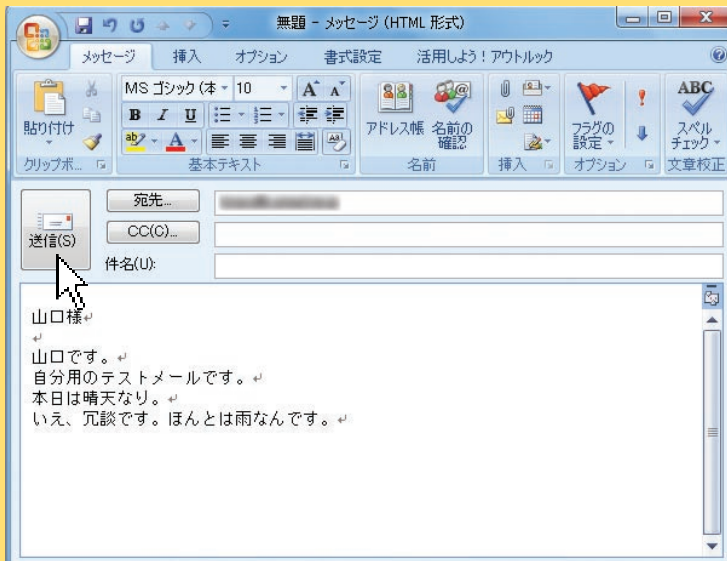 無題 - メッセージ (HTML 形式)
メッセージ 挿入 オプション 書式設定 活用しよう!アウトルック
MS ゴシック (本 10 A A
B I U
ab A
貼り付け
アドレス帳 名前の確認
フラグの設定
ABC
スペルチェック
クリップボ... 基本テキスト 名前 挿入 オプション 文章校正
宛先...
送信(S)
CC(C)...
件名(U):
山口様↵
↵
山口です。↵
自分用のテストメールです。↵
本日は晴天なり。↵
いえ、冗談です。ほんとは雨なんです。↵